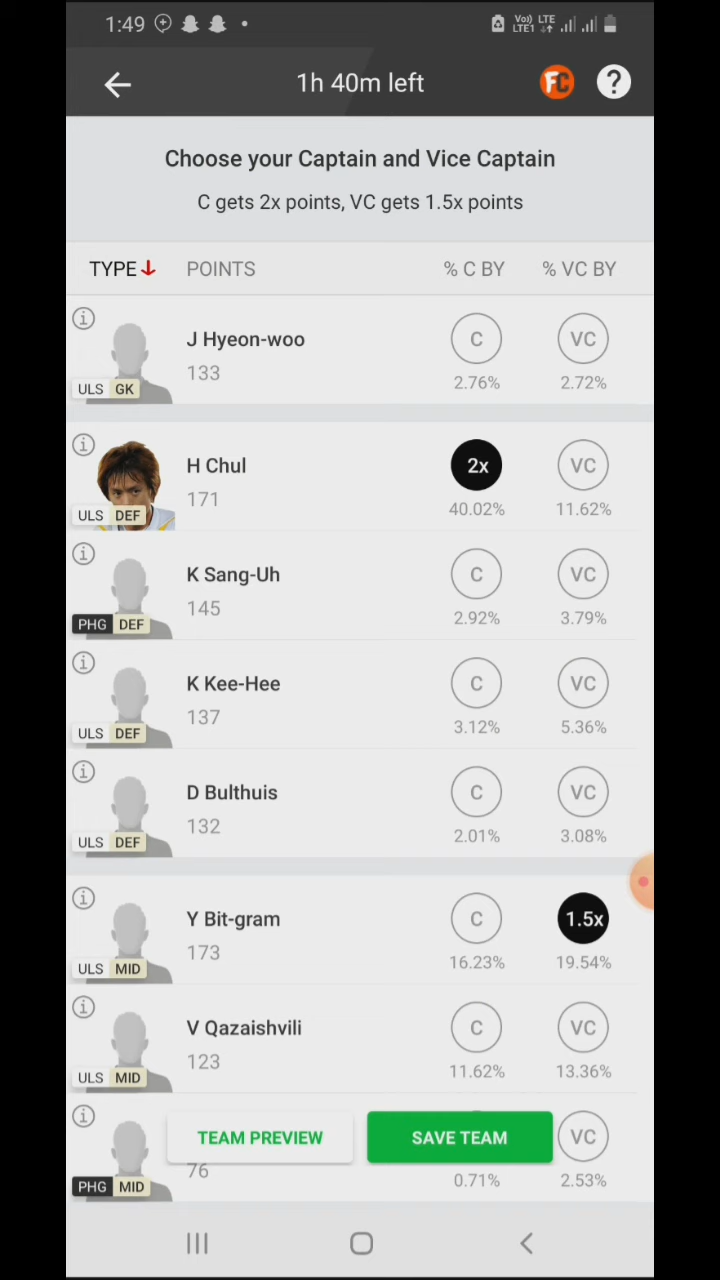 1:49
Vo) LTE
LTE1
1h 40m left
FC
?
Choose your Captain and Vice Captain
C gets 2x points, VC gets 1.5x points
TYPE POINTS % C BY % VC BY
J Hyeon-woo C VC
133 2.76% 2.72%
ULS GK
H Chul 2x VC
171 40.02% 11.62%
ULS DEF
K Sang-Uh C VC
145 2.92% 3.79%
PHG DEF
K Kee-Hee C VC
137 3.12% 5.36%
ULS DEF
D Bulthuis C VC
132 2.01% 3.08%
ULS DEF
Y Bit-gram C 1.5x
173 16.23% 19.54%
ULS MID
V Qazaishvili C VC
123 11.62% 13.36%
ULS MID
TEAM PREVIEW SAVE TEAM VC
76 0.71% 2.53%
PHG MID